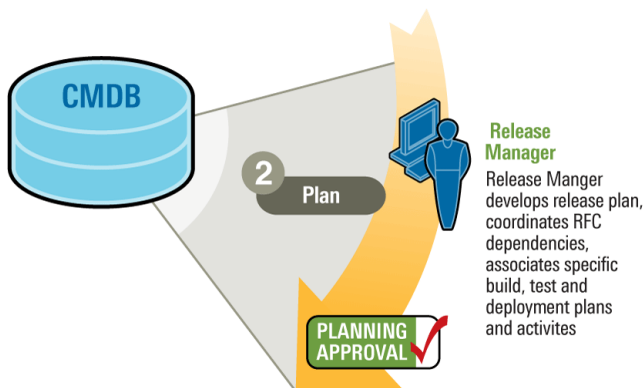 CMDB
2
Plan
Release
Manager
Release Manger
develops release plan,
coordinates RFC
dependencies,
associates specific
build, test and
deployment plans
and activites
PLANNING
APPROVAL